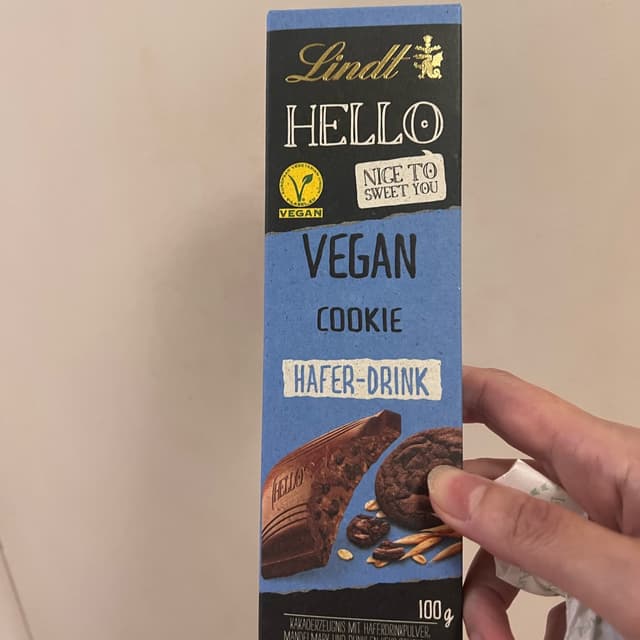 Lindt
HELLO
NICE TO
SWEET YOU
VEGAN
VEGAN
COOKIE
HAFER-DRINK
HELLO
100g
KAKAOERZEUGNIS MIT HAFERDRINKPULVER,